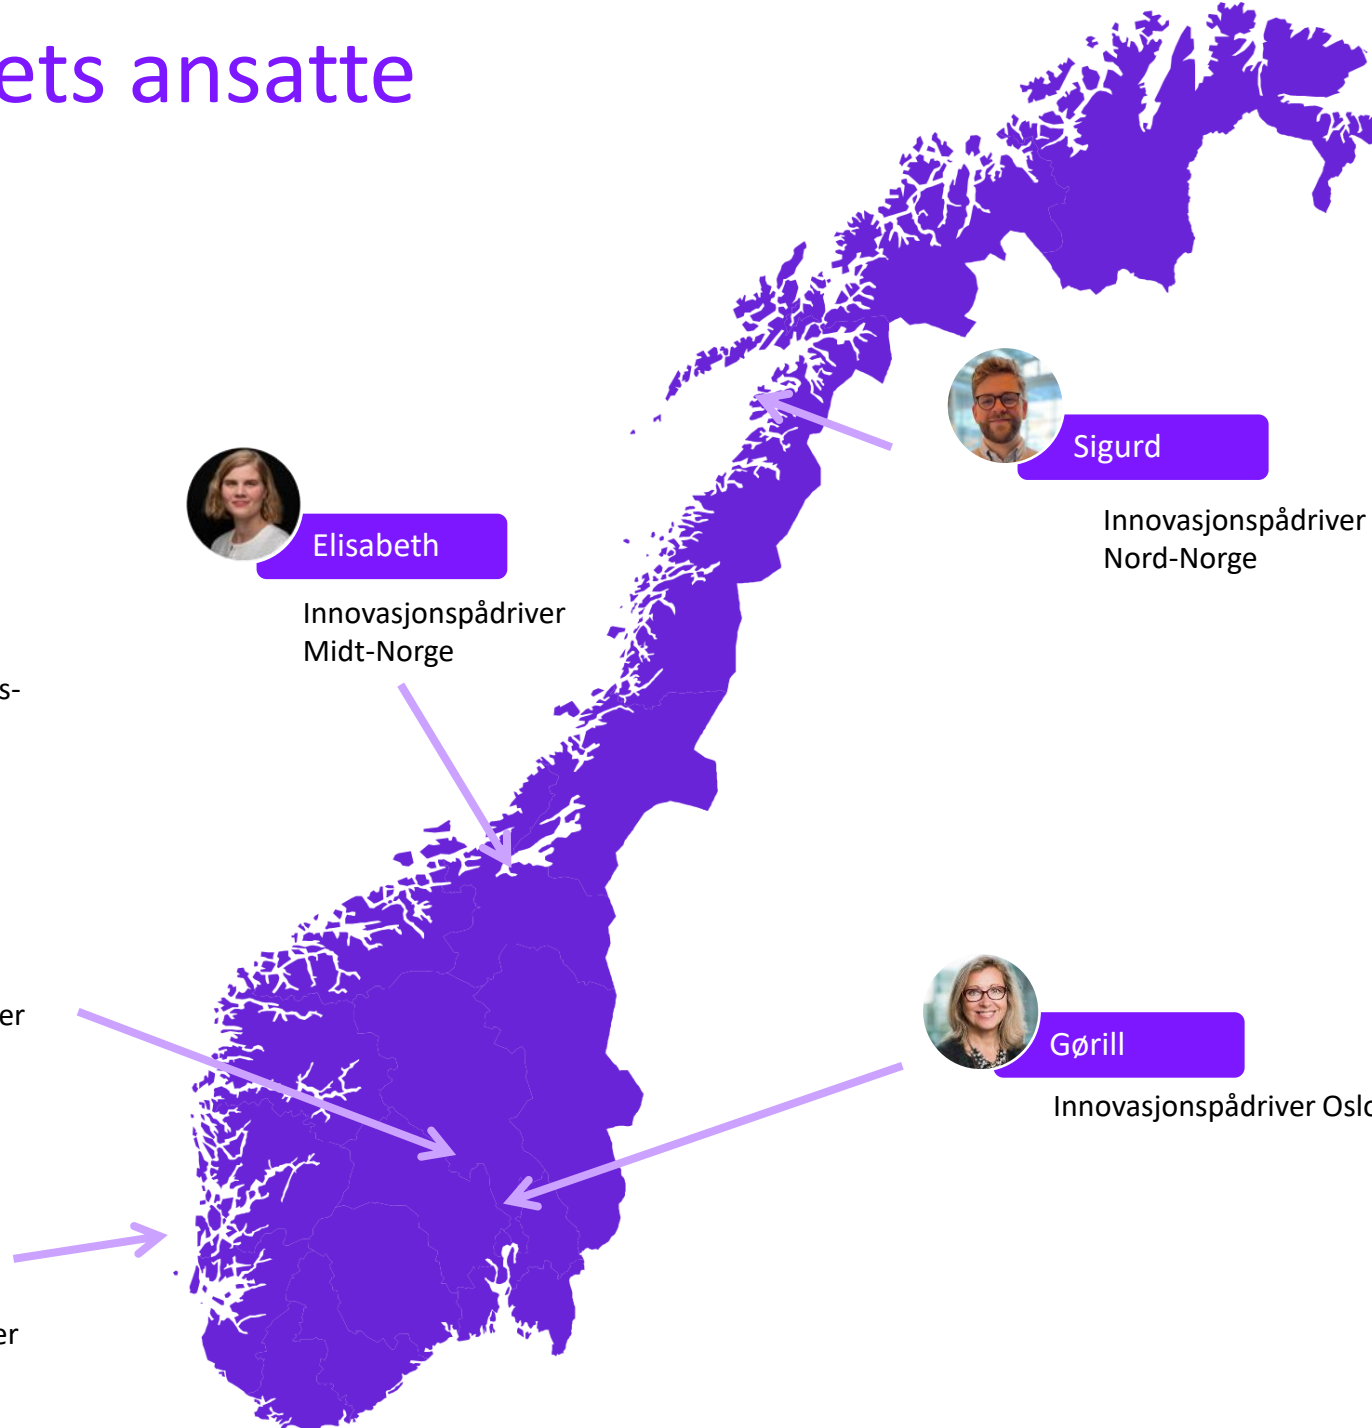 ets ansatte
Sigurd
Innovasjonspådriver
Nord-Norge
Elisabeth
Innovasjonspådriver
Midt-Norge
s-
er
Gørill
Innovasjonspådriver Oslo
er